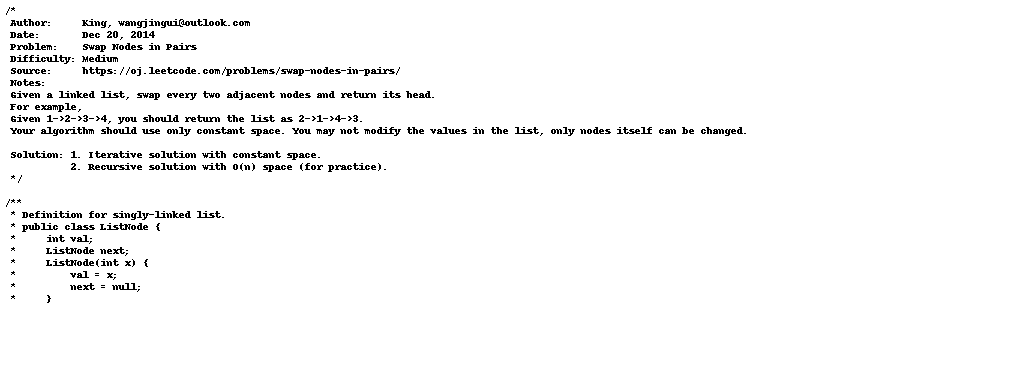 /*
 Author:     King, wangjingui@outlook.com
 Date:       Dec 20, 2014
 Problem:    Swap Nodes in Pairs
 Difficulty: Medium
 Source:     https://oj.leetcode.com/problems/swap-nodes-in-pairs/
 Notes:
 Given a linked list, swap every two adjacent nodes and return its head.
 For example,
 Given 1->2->3->4, you should return the list as 2->1->4->3.
 Your algorithm should use only constant space. You may not modify the values in the list, only nodes itself can be changed.

 Solution: 1. Iterative solution with constant space.
           2. Recursive solution with O(n) space (for practice).
 */

/**
 * Definition for singly-linked list.
 * public class ListNode {
 *     int val;
 *     ListNode next;
 *     ListNode(int x) {
 *         val = x;
 *         next = null;
 *     }